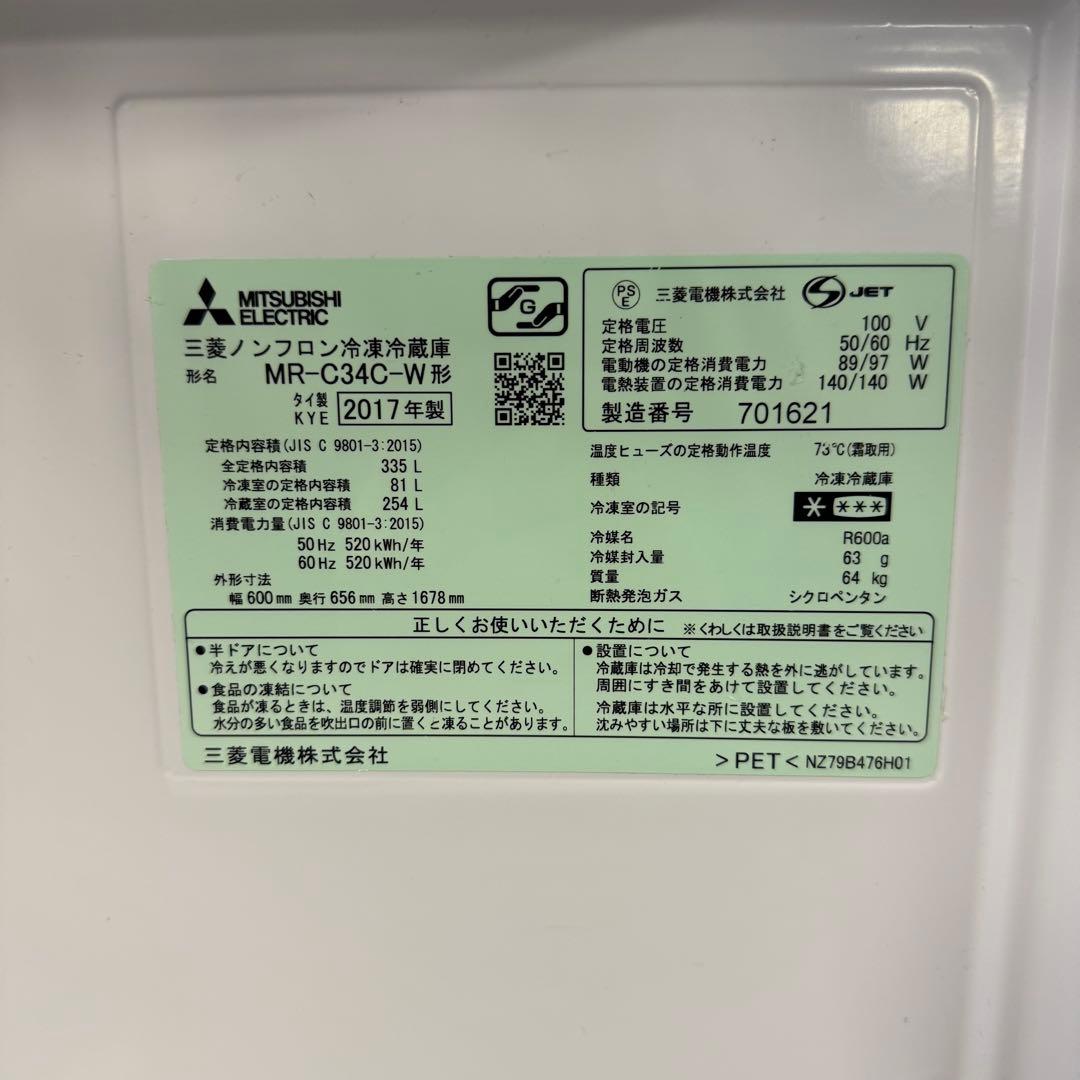 MITSUBISHI
ELECTRIC
G
三菱ノンフロン冷凍冷蔵庫
形名 MR-C34C-W形
タイ製
KYE 2017年製
定格内容積(JIS C 9801-3:2015)
全定格内容積 335 L
冷凍室の定格内容積 81 L
冷蔵室の定格内容積 254 L
消費電力量(JIS C 9801-3:2015)
50Hz 520kWh/年
60Hz 520kWh/年
外形寸法
幅600mm 奥行656mm 高さ1678mm
PS
E 三菱電機株式会社 JET
定格電圧 100 V
定格周波数 50/60 Hz
電動機の定格消費電力 89/97 W
電熱装置の定格消費電力 140/140 W
製造番号 701621
温度ヒューズの定格動作温度 73℃(霜取用)
種類 冷凍冷蔵庫
冷凍室の記号 * ***
冷媒名 R600a
冷媒封入量 63 g
質量 64 kg
断熱発泡ガス シクロペンタン
正しくお使いいただくために ※くわしくは取扱説明書をご覧ください
●半ドアについて
冷えが悪くなりますのでドアは確実に閉めてください。
●食品の凍結について
食品が凍るときは、温度調節を弱側にしてください。
水分の多い食品を吹出口の前に置くと凍ることがあります。
●設置について
冷蔵庫は冷却で発生する熱を外に逃がしています。
周囲にすき間をあけて設置してください。
冷蔵庫は水平な所に設置してください。
沈みやすい場所は下に丈夫な板を敷いてください。
三菱電機株式会社
>PET< NZ79B476H01